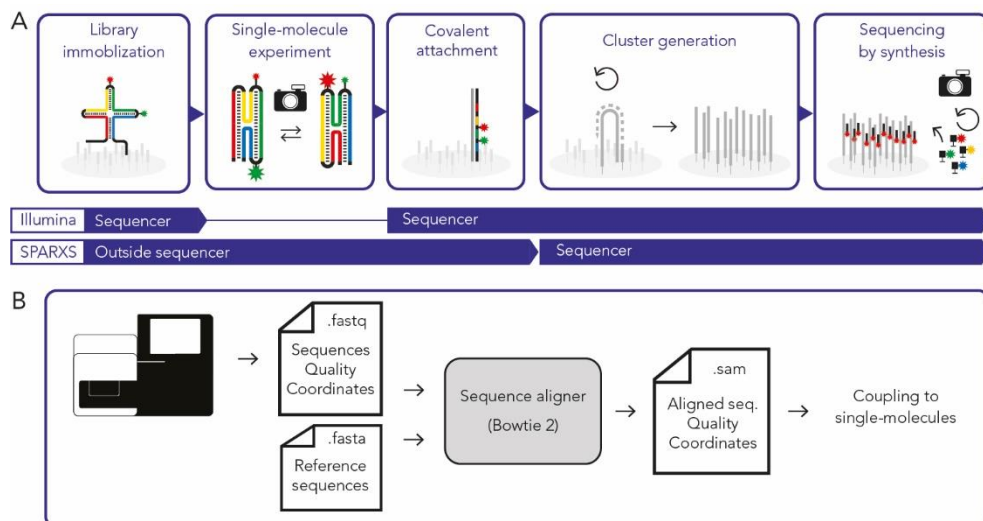 A
Library
immoblization
Single-molecule
experiment
Covalent
attachment
Cluster generation
Sequencing
by synthesis
Illumina Sequencer Sequencer
SPARXS Outside sequencer Sequencer
B
.fastq
Sequences
Quality
Coordinates
.fasta
Reference
sequences
Sequence aligner
(Bowtie 2)
.sam
Aligned seq.
Quality
Coordinates
Coupling to
single-molecules